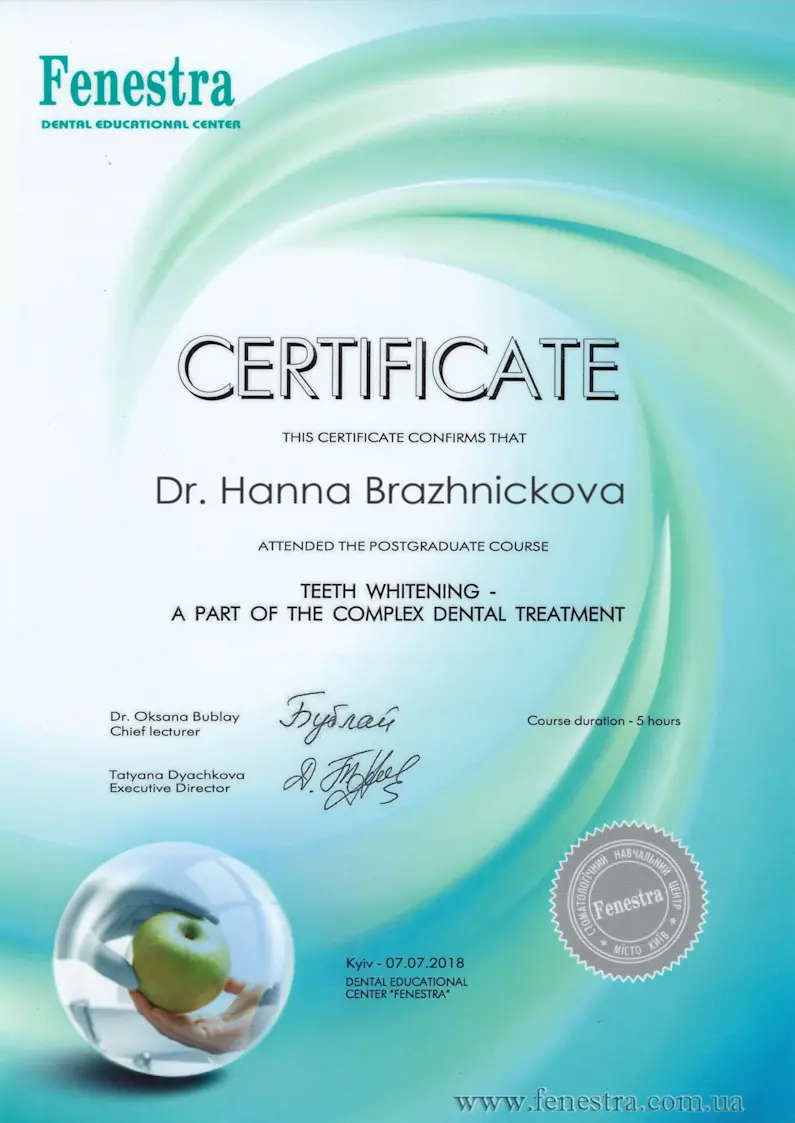 Fenestra
DENTAL EDUCATIONAL CENTER
CERTIFICATE
THIS CERTIFICATE CONFIRMS THAT
Dr. Hanna Brazhnickova
ATTENDED THE POSTGRADUATE COURSE
TEETH WHITENING -
A PART OF THE COMPLEX DENTAL TREATMENT
Dr. Oksana Bublay
Chief lecturer
Бублай
Course duration - 5 hours
Tatyana Dyachkova
Executive Director
СТОМАТОЛОГІЧНИЙ НАВЧАЛЬНИЙ ЦЕНТР
Fenestra
* МІСТО КИЇВ *
Kyiv - 07.07.2018
DENTAL EDUCATIONAL
CENTER "FENESTRA"
www.fenestra.com.ua